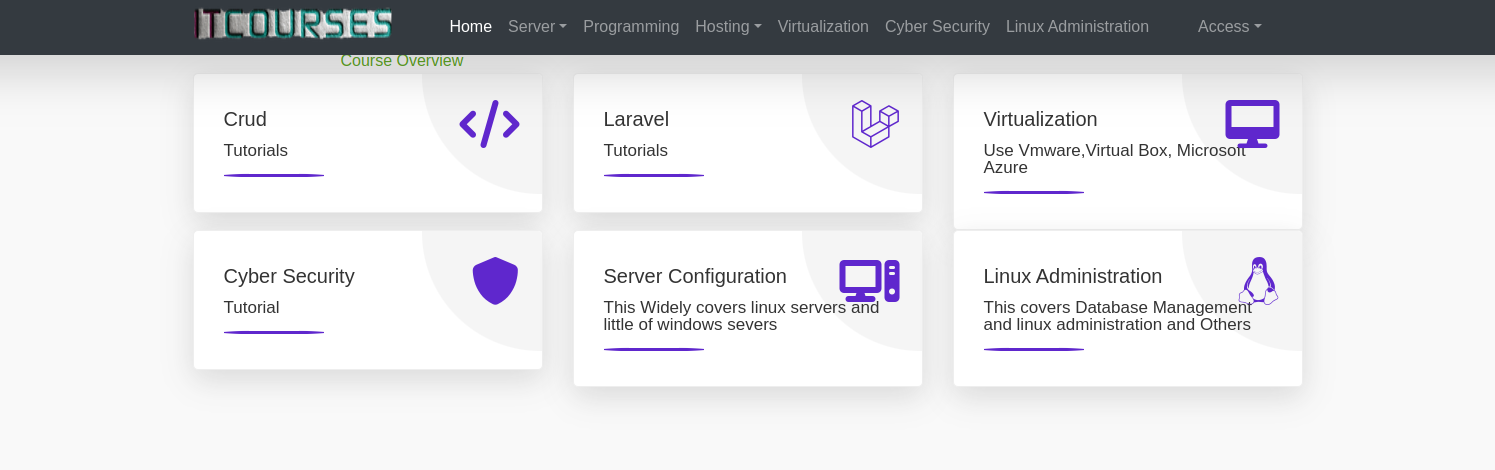 ITCOURSES
Home Server Programming Hosting Virtualization Cyber Security Linux Administration Access
Course Overview
Crud
Tutorials
Laravel
Tutorials
Virtualization
Use Vmware,Virtual Box, Microsoft
Azure
Cyber Security
Tutorial
Server Configuration
This Widely covers linux servers and
little of windows severs
Linux Administration
This covers Database Management
and linux administration and Others